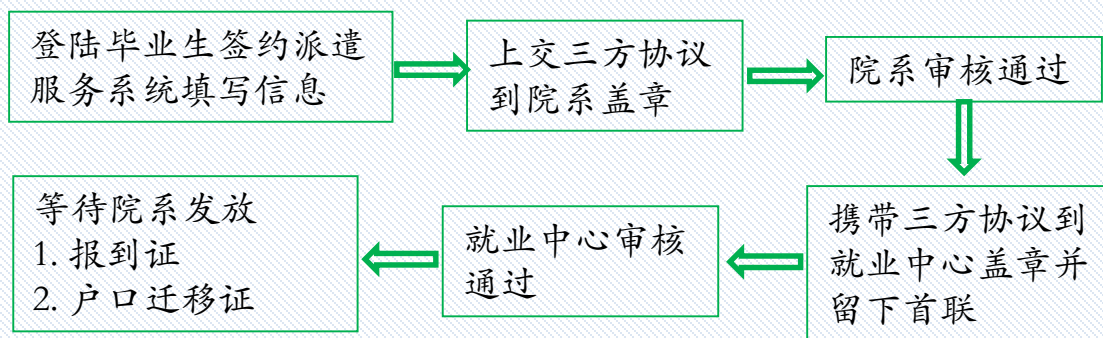 登陆毕业生签约派遣
服务系统填写信息
上交三方协议
到院系盖章
院系审核通过
携带三方协议到
就业中心盖章并
留下首联
就业中心审核
通过
等待院系发放
1. 报到证
2. 户口迁移证